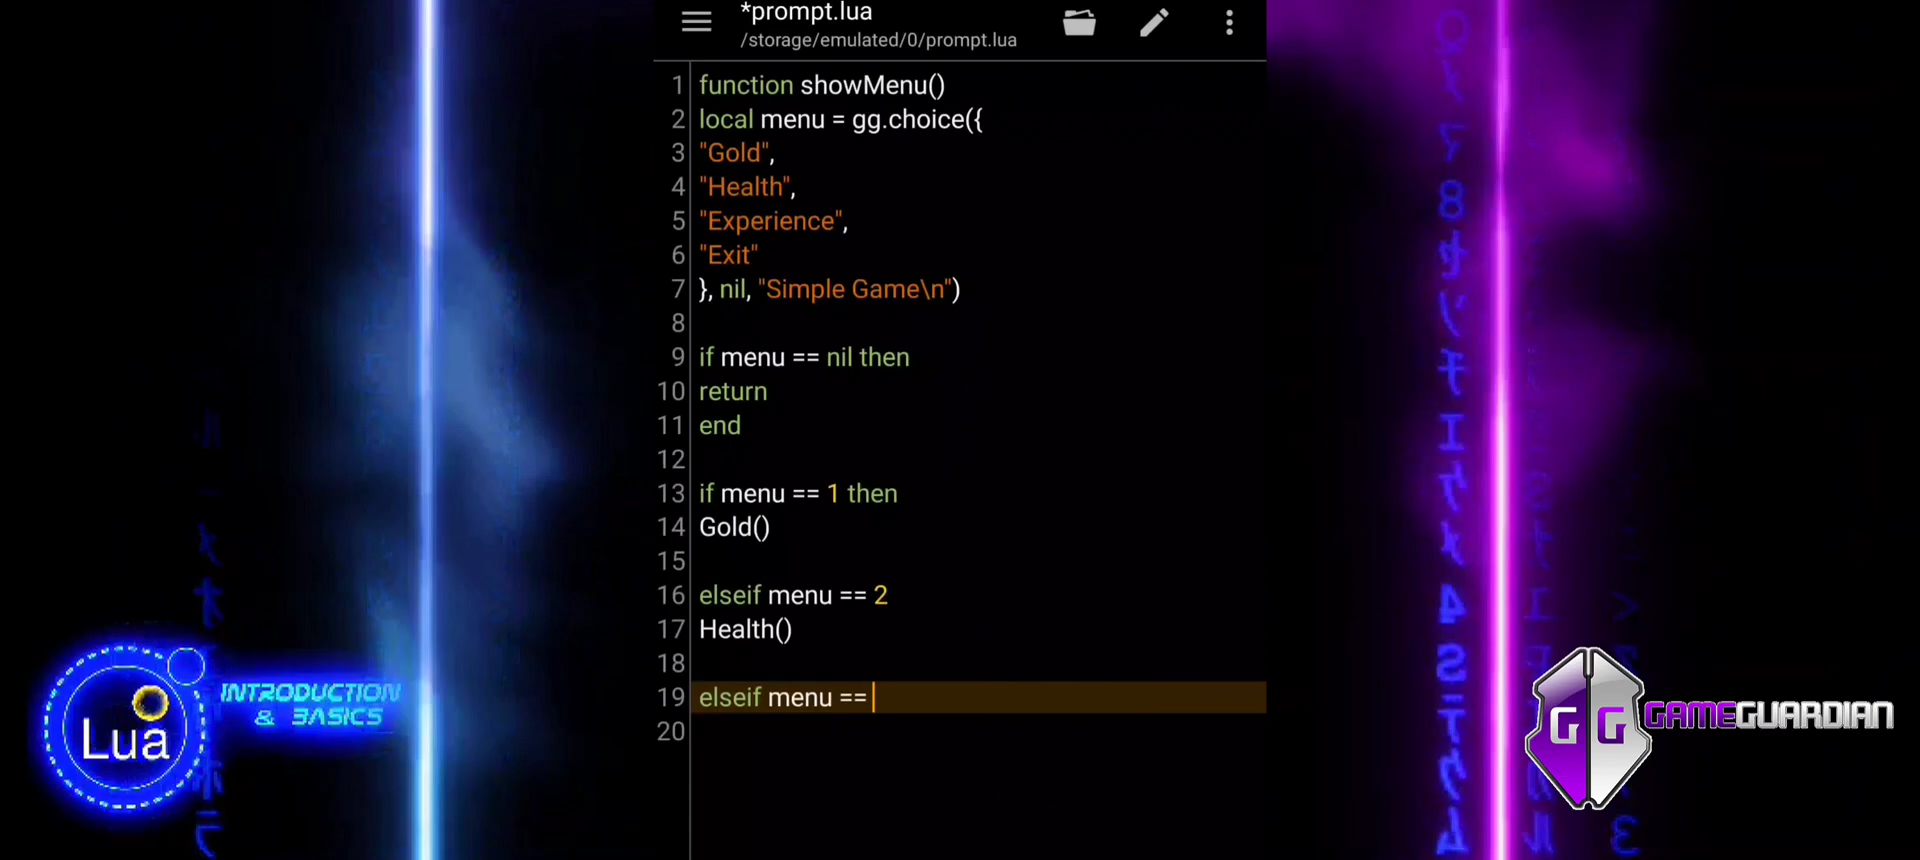 *prompt.lua
/storage/emulated/0/prompt.lua
1 function showMenu()
2 local menu = gg.choice({
3 "Gold",
4 "Health",
5 "Experience",
6 "Exit"
7 }, nil, "Simple Game\n")
8
9 if menu == nil then
10 return
11 end
12
13 if menu == 1 then
14 Gold()
15
16 elseif menu == 2
17 Health()
18
19 elseif menu ==
20
Lua
INTRODUCTION
& BASICS
GG
GAMEGUARDIAN